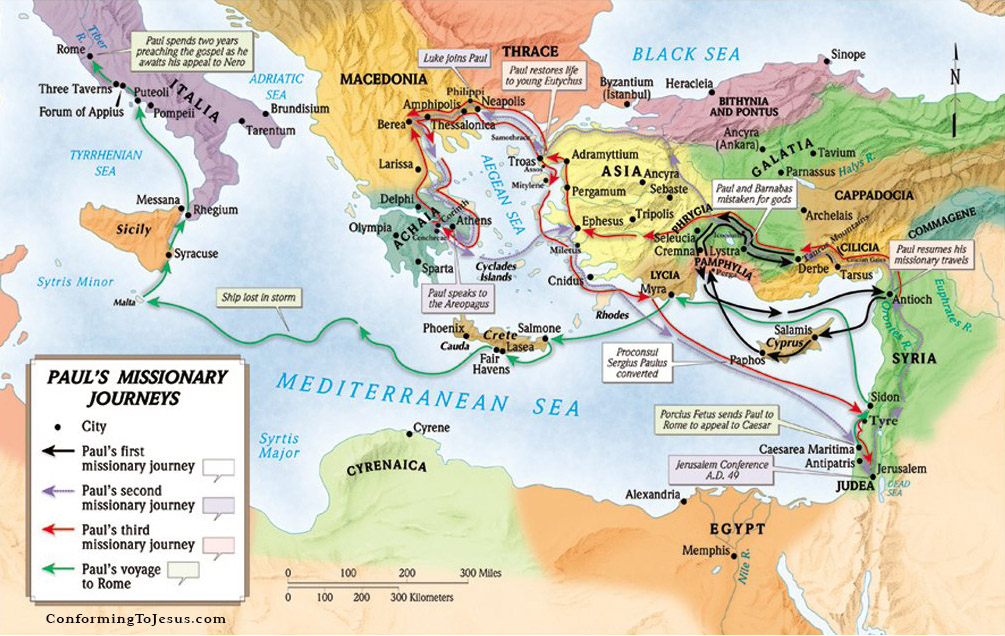 Tiber
R.
Rome
Paul spends two years
preaching the gospel as he
awaits his appeal to Nero
Three Taverns
Forum of Appius
Puteoli
Pompeii
ITALIA
ADRIATIC
SEA
Brundisium
Tarentum
TYRRHENIAN
SEA
Messana
Rhegium
Sicily
Syracuse
Sytris Minor
Malta
Ship lost in storm
MACEDONIA
Luke joins Paul
THRACE
Paul restores life
to young Eutychus
Philippi
Amphipolis
Neapolis
Berea
Thessalonica
Samothrace
Larissa
AEGEAN SEA
Troas
Assos
Mitylene
Delphi
ACHAIA
Corinth
Athens
Olympia
Cenchreae
Sparta
Cyclades
Islands
Paul speaks to
the Areopagus
BLACK SEA
Sinope
Byzantium
(Istanbul)
Heracleia
BITHYNIA
AND PONTUS
Ancyra
(Ankara)
GALATIA
Tavium
Parnassus
Halys R.
Adramyttium
ASIA
Ancyra
Sebaste
Pergamum
Paul and Barnabas
mistaken for gods
CAPPADOCIA
Archelais
COMMAGENE
Ephesus
Tripolis
PHRYGIA
Iconium
Seleucia
Cremna
Lystra
Taurus Mountains
CILICIA
Cilician Gates
Paul resumes his
missionary travels
Miletus
PAMPHYLIA
Perga
Derbe
Tarsus
Cnidus
LYCIA
Myra
Antioch
Euphrates R.
Orontes R.
Rhodes
Salamis
Cyprus
Paphos
SYRIA
Phoenix
Crete
Salmone
Cauda
Lasea
Fair
Havens
Proconsul
Sergius Paulus
converted
MEDITERRANEAN SEA
Sidon
Tyre
Porcius Fetus sends Paul to
Rome to appeal to Caesar
Caesarea Maritima
Antipatris
Jerusalem Conference
A.D. 49
Jerusalem
JUDEA
DEAD
SEA
Syrtis
Major
Cyrene
CYRENAICA
Alexandria
EGYPT
Memphis
Nile R.
N
PAUL'S MISSIONARY
JOURNEYS
City
Paul's first
missionary journey
Paul's second
missionary journey
Paul's third
missionary journey
Paul's voyage
to Rome
0 100 200 300 Miles
0 100 200 300 Kilometers
ConformingToJesus.com